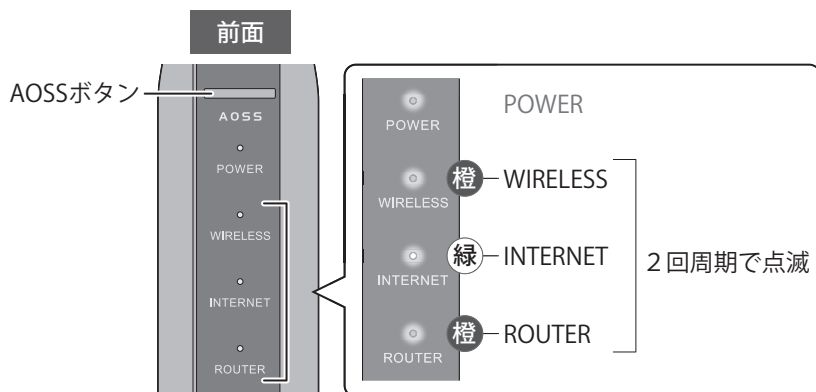 前面
AOSSボタン
AOSS
POWER
WIRELESS
INTERNET
ROUTER
POWER
POWER
WIRELESS
橙
WIRELESS
INTERNET
緑
INTERNET
ROUTER
橙
ROUTER
2回周期で点滅